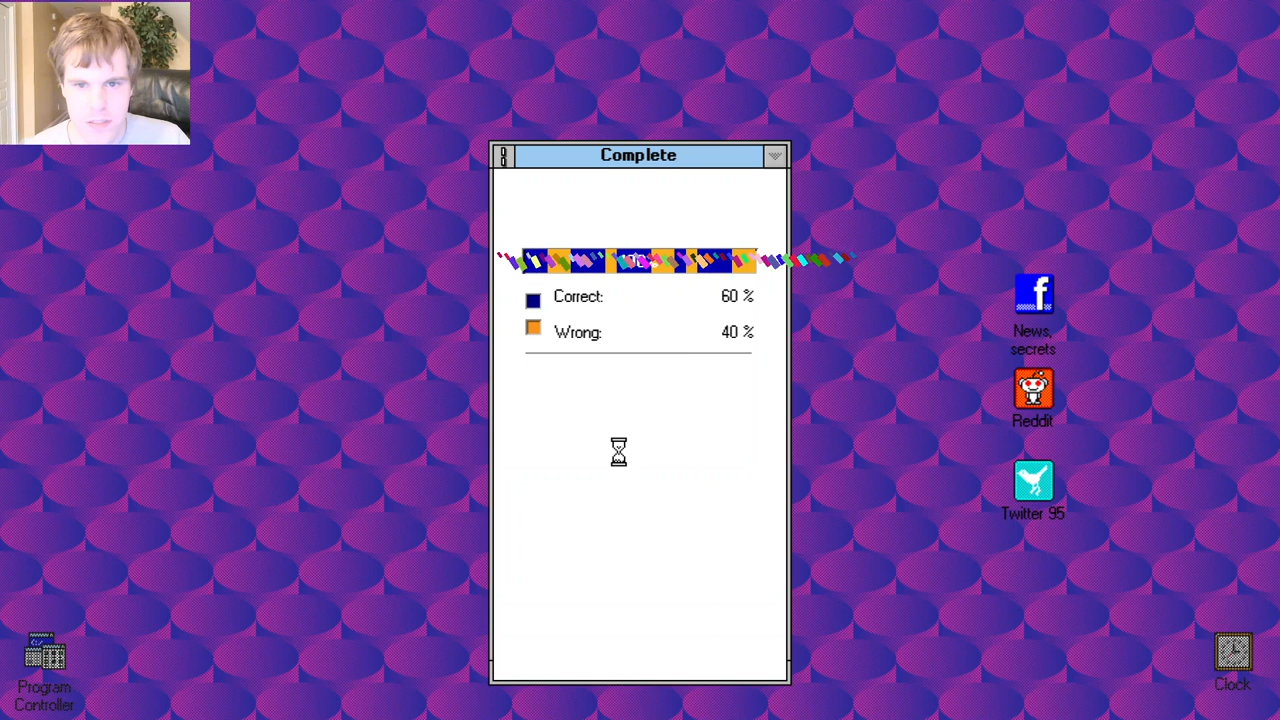 Complete
Correct: 60 %
Wrong: 40 %
f
News,
secrets
Reddit
Twitter 95
Program
Controller
Clock